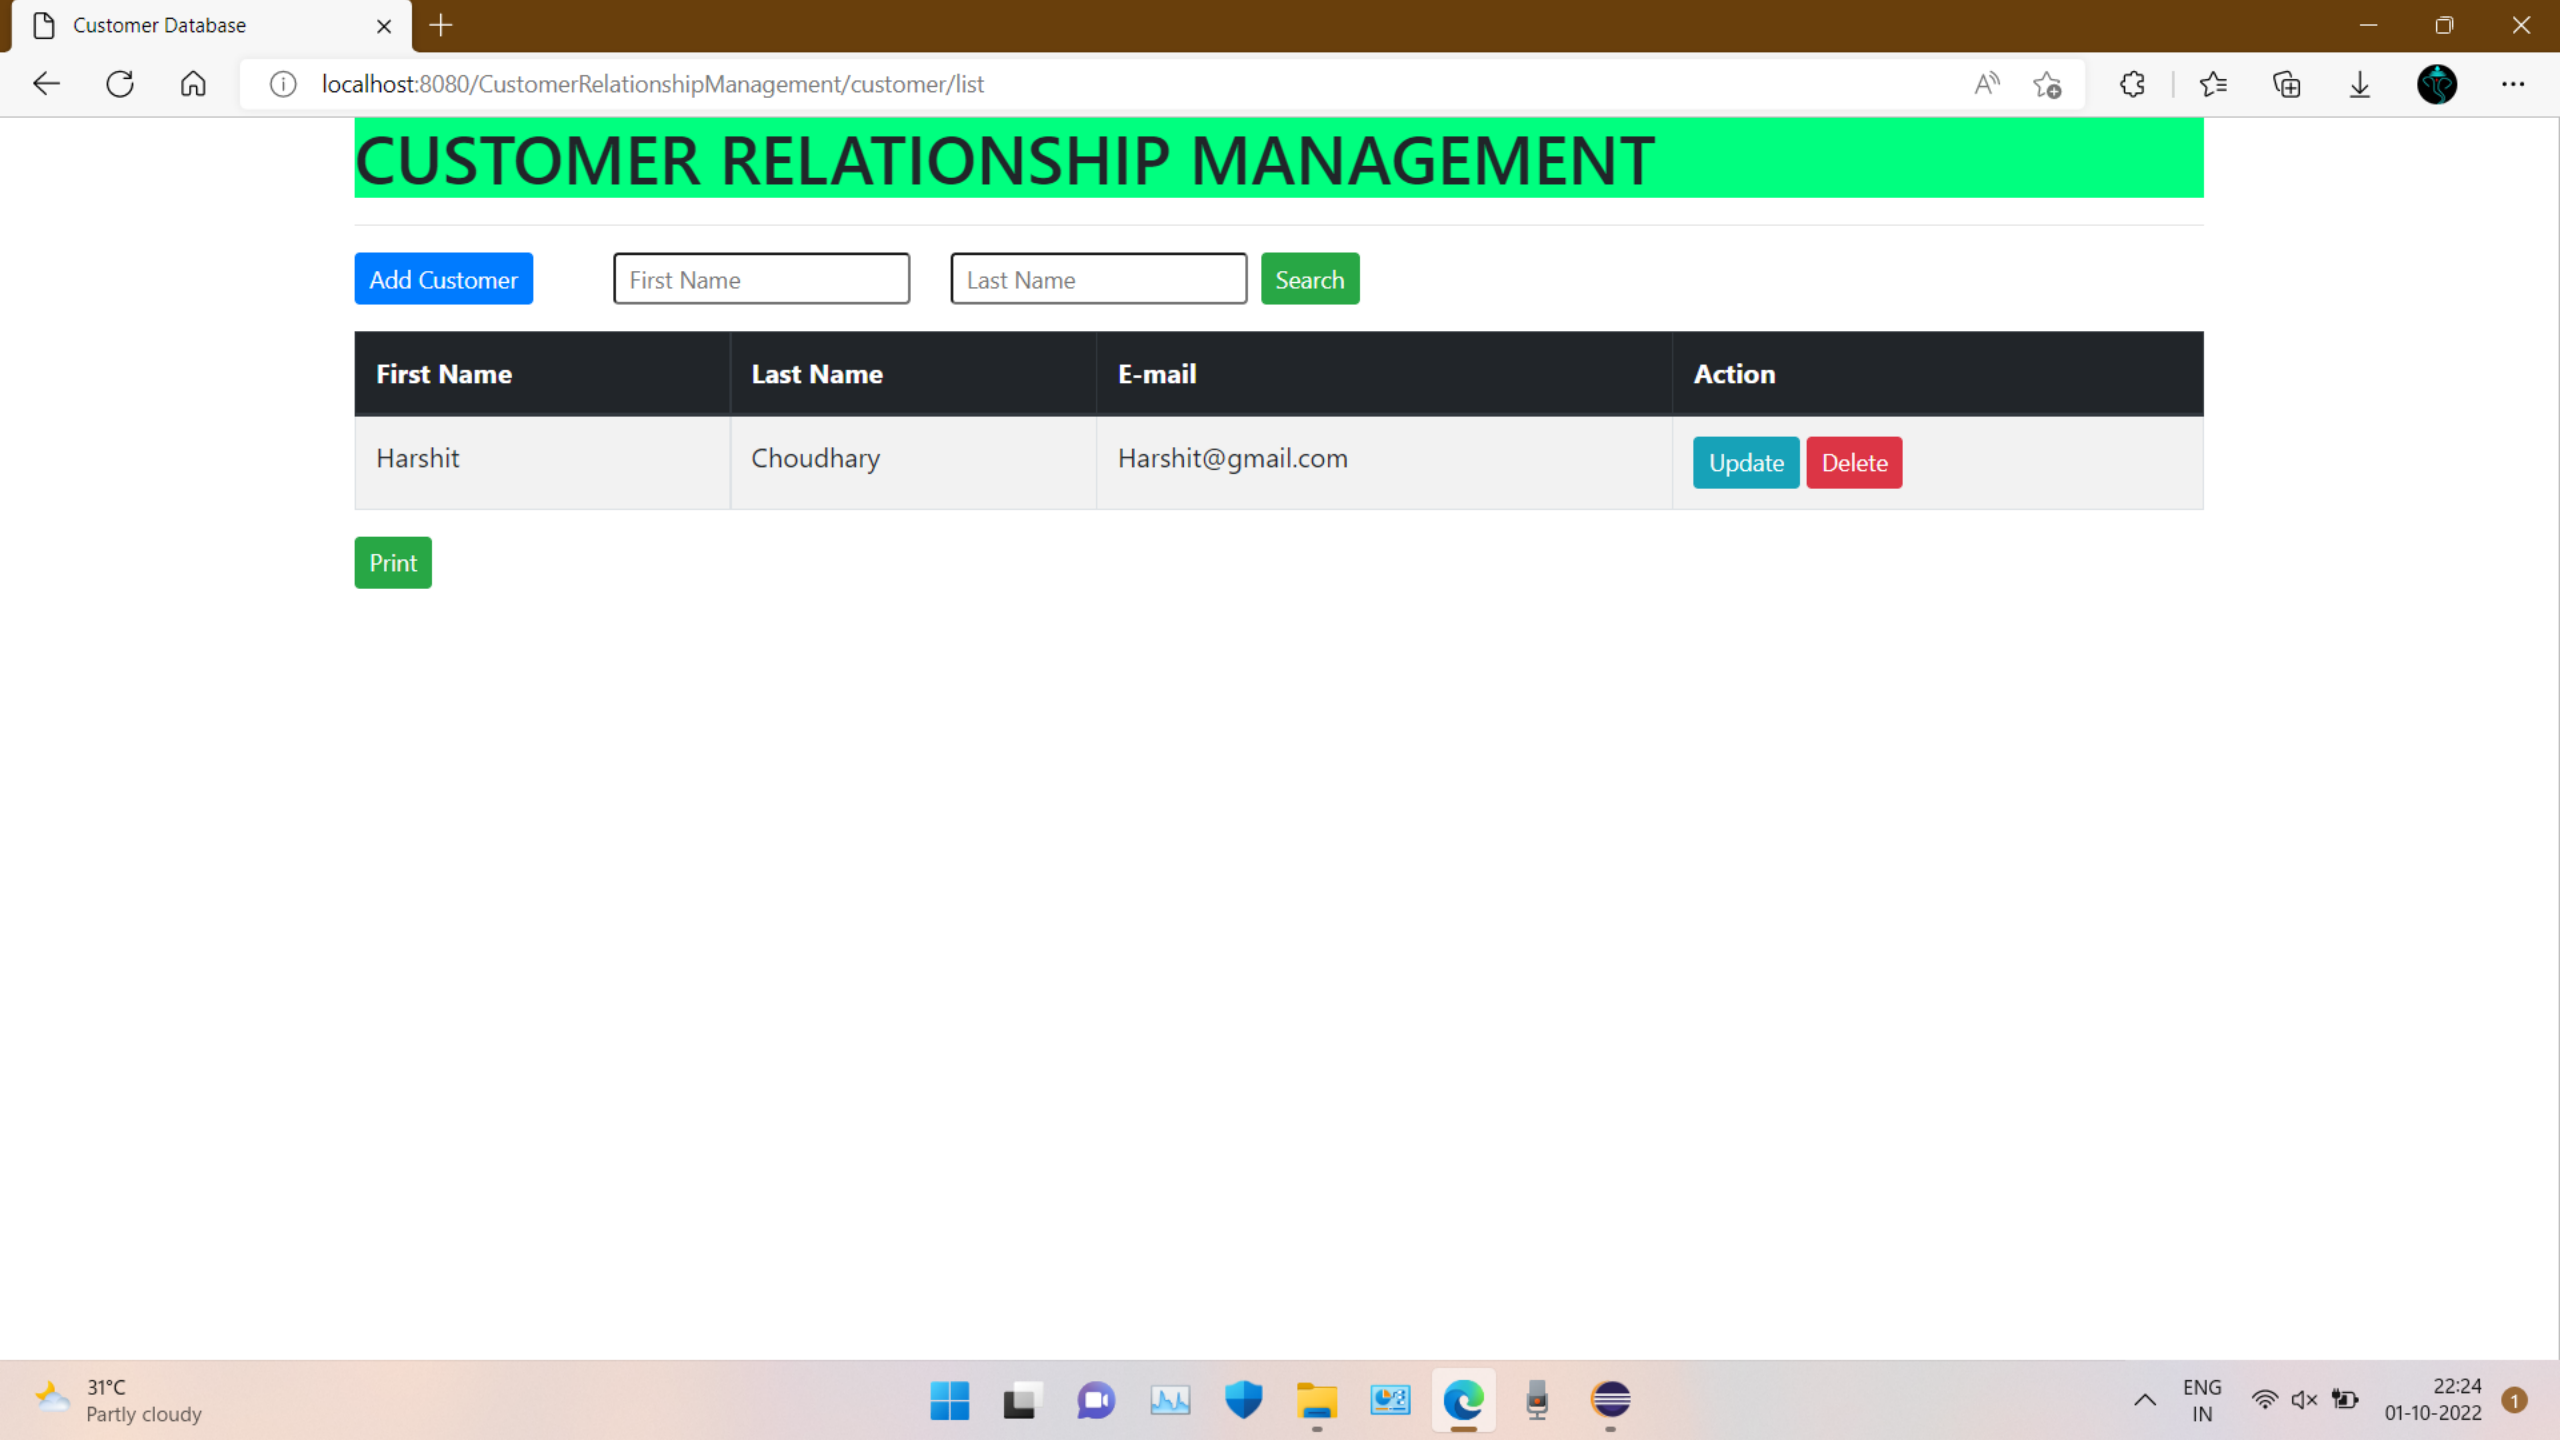 Customer Database
localhost:8080/CustomerRelationshipManagement/customer/list
CUSTOMER RELATIONSHIP MANAGEMENT
Add Customer First Name Last Name Search
First Name Last Name E-mail Action
Harshit Choudhary Harshit@gmail.com Update Delete
Print
31°C
Partly cloudy
ENG
IN
22:24
01-10-2022
1